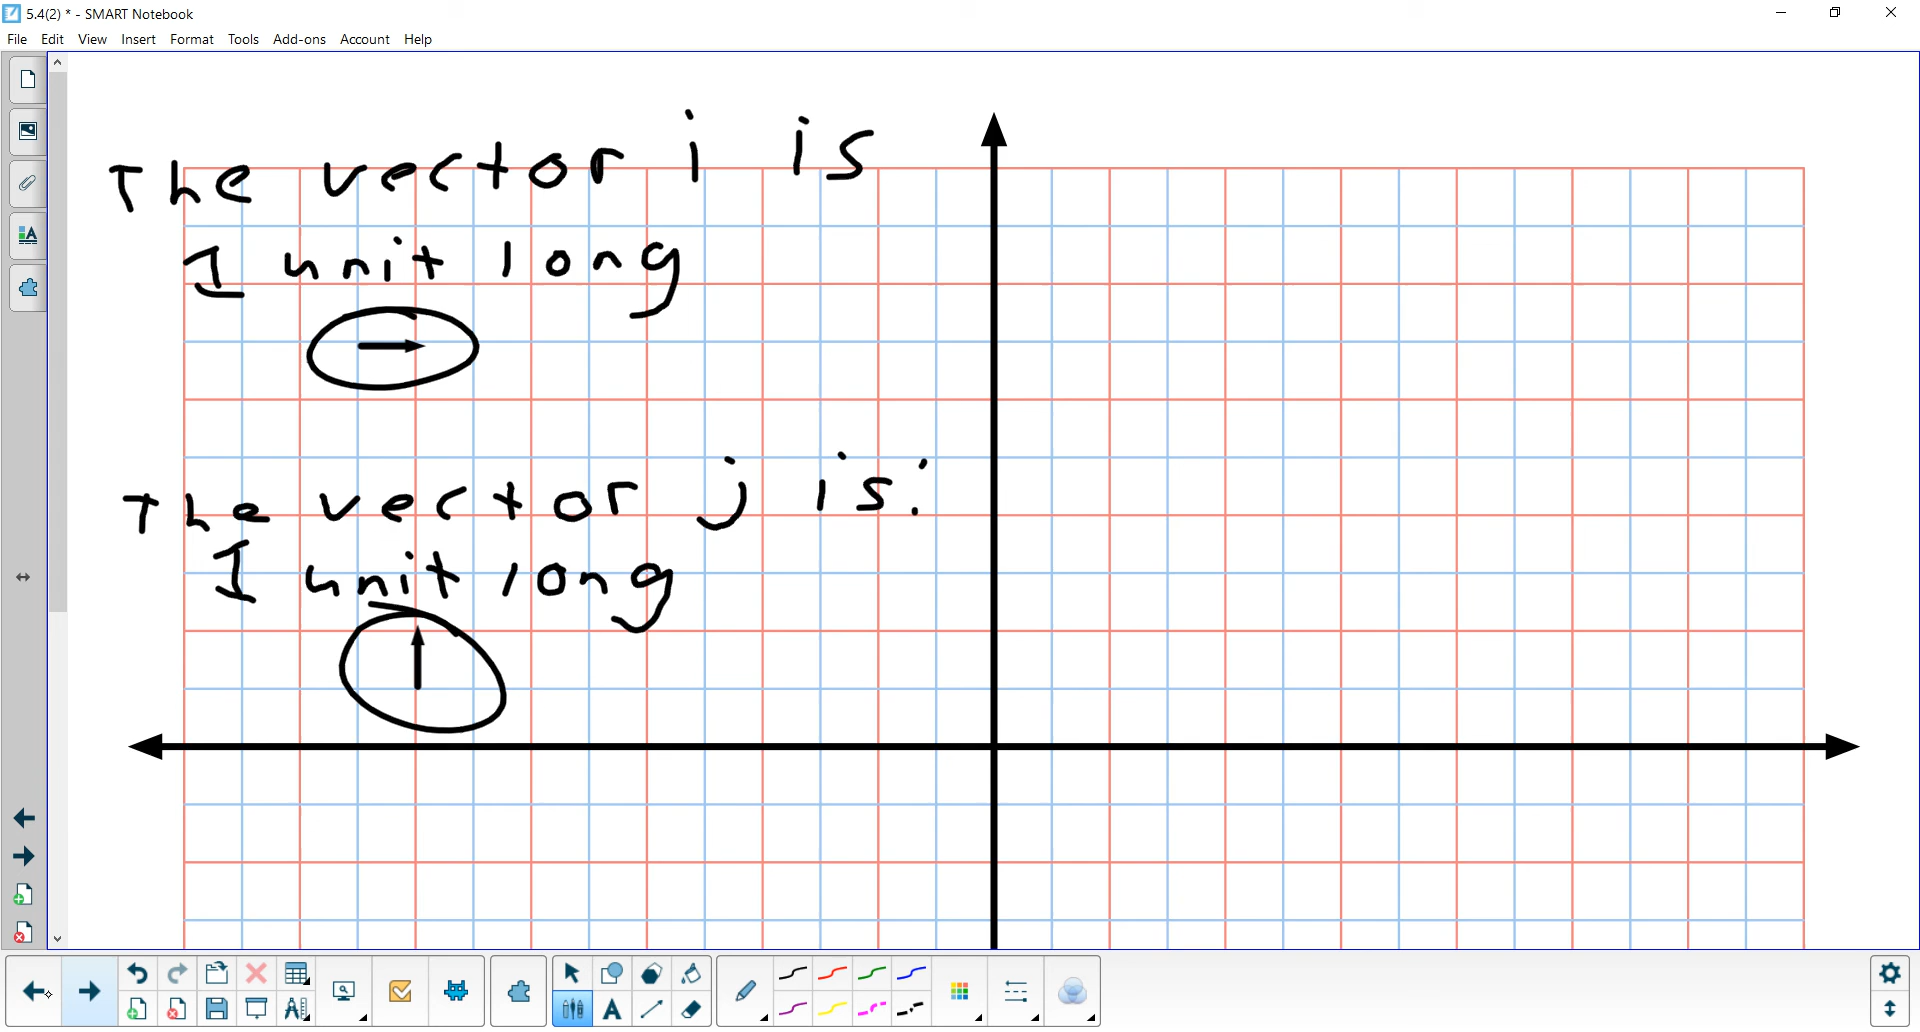 5.4(2) * - SMART Notebook
File Edit View Insert Format Tools Add-ons Account Help
The vector i is
1 unit long
The vector j is:
1 unit long